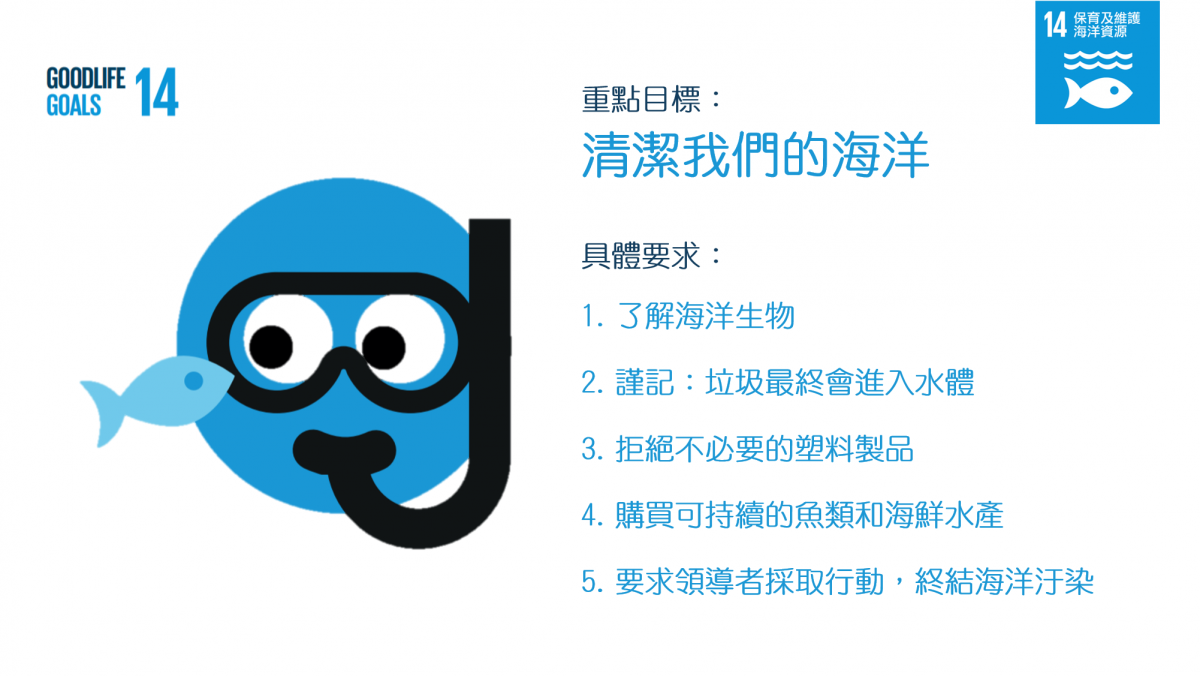 GOODLIFE
GOALS 14
14 保育及維護
海洋資源
重點目標：
清潔我們的海洋
具體要求：
1. 了解海洋生物
2. 謹記：垃圾最終會進入水體
3. 拒絕不必要的塑料製品
4. 購買可持續的魚類和海鮮水產
5. 要求領導者採取行動，終結海洋汙染